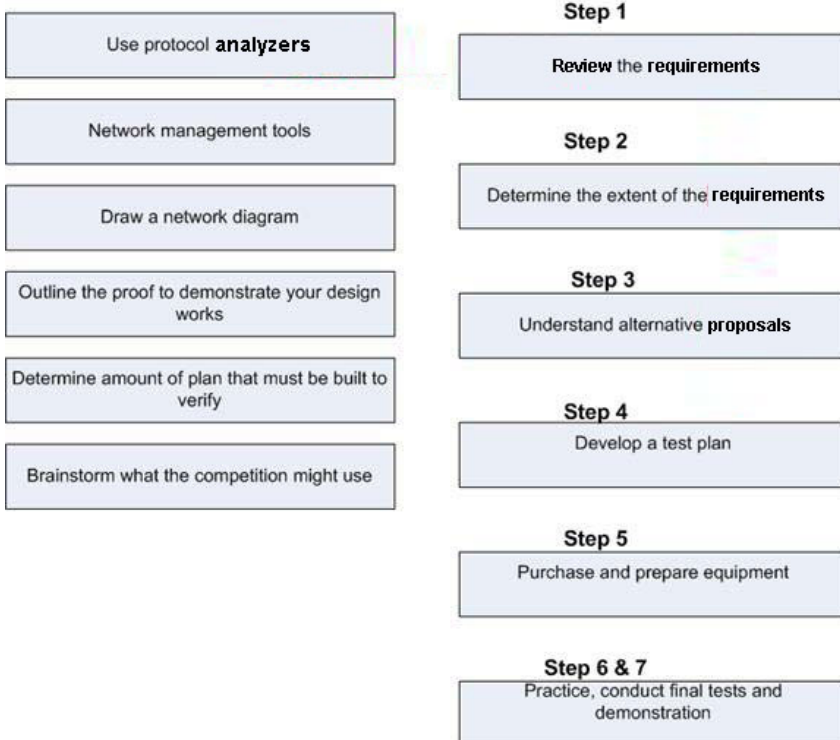 Use protocol analyzers
Network management tools
Draw a network diagram
Outline the proof to demonstrate your design
works
Determine amount of plan that must be built to
verify
Brainstorm what the competition might use
Step 1
Review the requirements
Step 2
Determine the extent of the requirements
Step 3
Understand alternative proposals
Step 4
Develop a test plan
Step 5
Purchase and prepare equipment
Step 6 & 7
Practice, conduct final tests and
demonstration